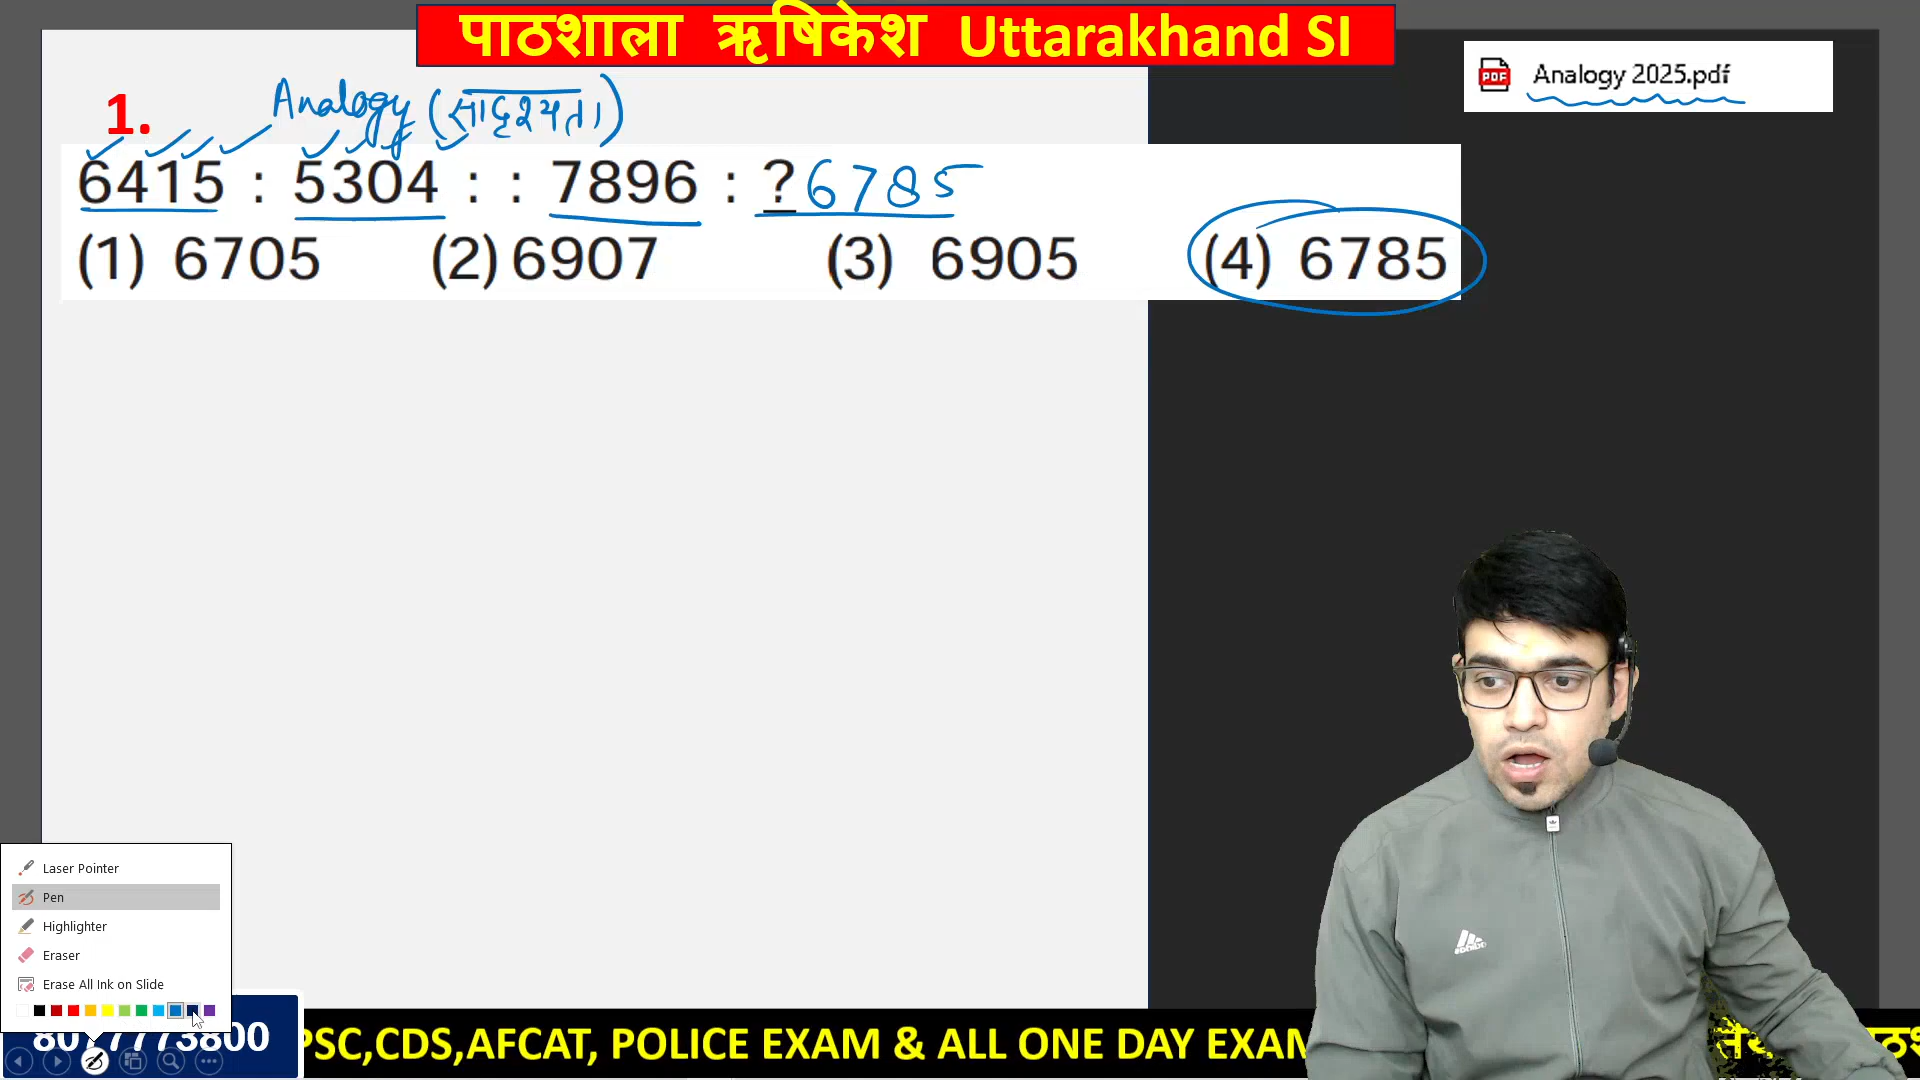 पाठशाला ऋषिकेश Uttarakhand SI
PDF Analogy 2025.pdf
1. Analogy (सादृश्यता)
6415 : 5304 : : 7896 : ? 6785
(1) 6705 (2) 6907 (3) 6905 (4) 6785
Laser Pointer
Pen
Highlighter
Eraser
Erase All Ink on Slide
8077773800
PSC,CDS,AFCAT, POLICE EXAM & ALL ONE DAY EXAM